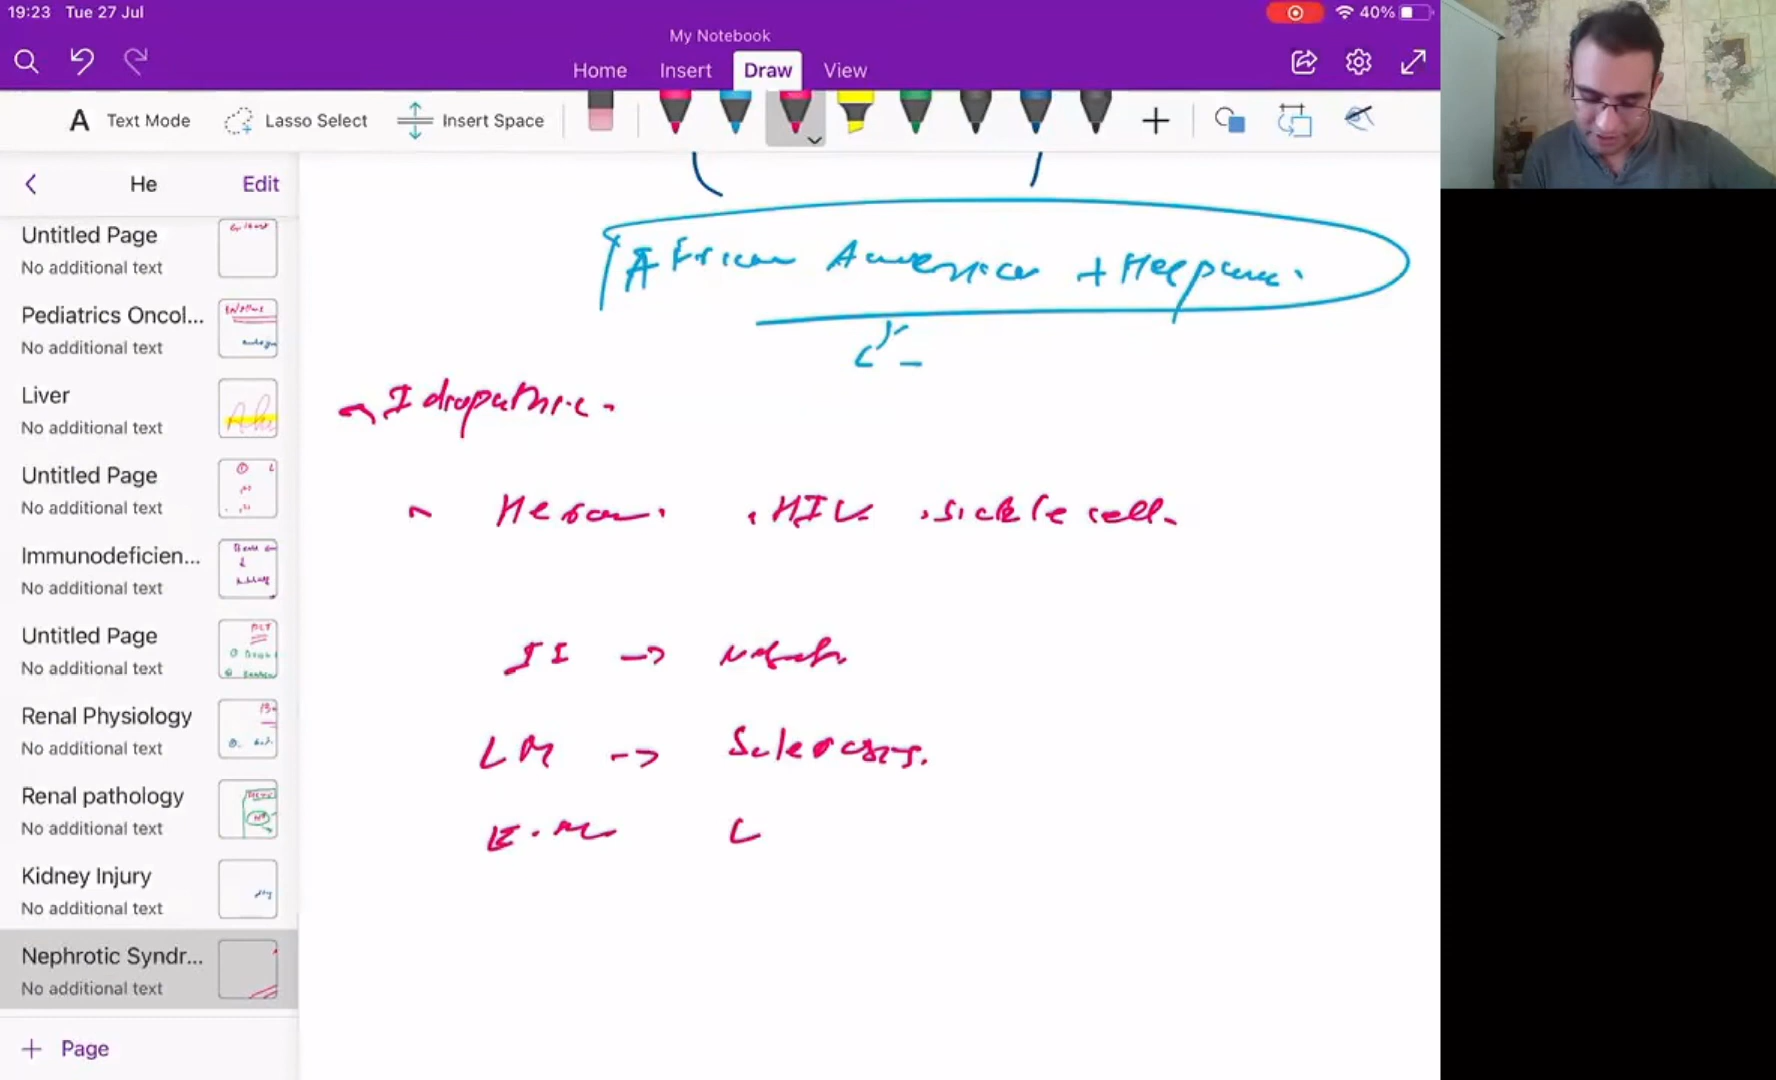 19:23 Tue 27 Jul
40%
My Notebook
Home Insert Draw View
A Text Mode Lasso Select Insert Space
He Edit
Untitled Page
No additional text
Pediatrics Oncol...
No additional text
Liver
No additional text
Untitled Page
No additional text
Immunodeficien...
No additional text
Untitled Page
No additional text
Renal Physiology
No additional text
Renal pathology
No additional text
Kidney Injury
No additional text
Nephrotic Syndr...
No additional text
+ Page
African American +
Idiopathic.
. HIV . sickle cell.
→
LM → Sclerosis.
E.M